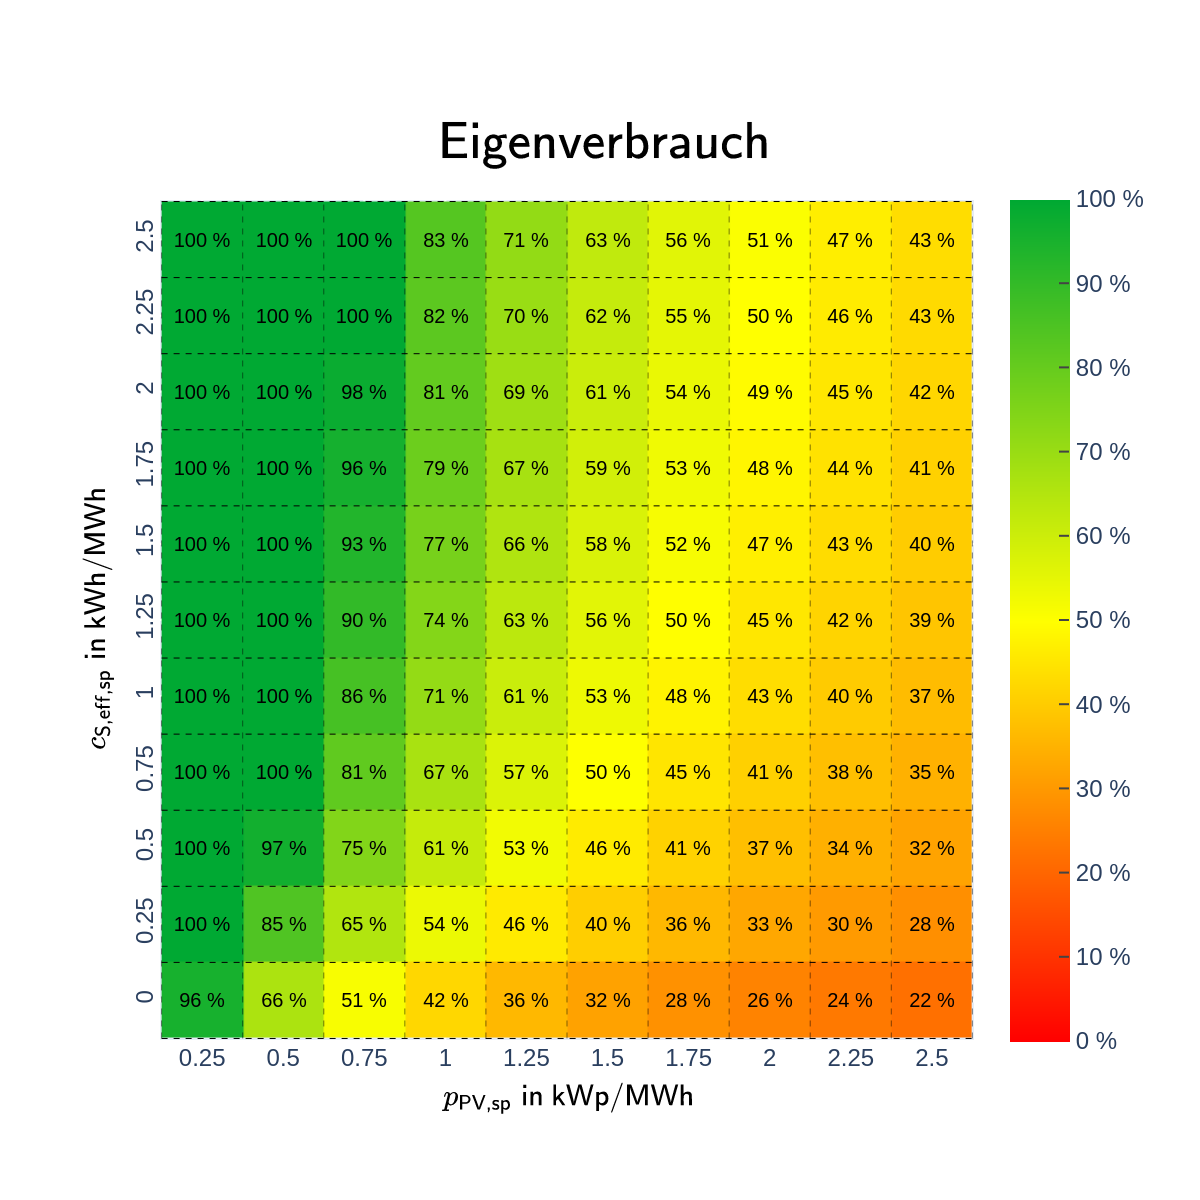 Eigenverbrauch
2.5 100 % 100 % 100 % 83 % 71 % 63 % 56 % 51 % 47 % 43 %
2.25 100 % 100 % 100 % 82 % 70 % 62 % 55 % 50 % 46 % 43 %
2 100 % 100 % 98 % 81 % 69 % 61 % 54 % 49 % 45 % 42 %
1.75 100 % 100 % 96 % 79 % 67 % 59 % 53 % 48 % 44 % 41 %
1.5 100 % 100 % 93 % 77 % 66 % 58 % 52 % 47 % 43 % 40 %
1.25 100 % 100 % 90 % 74 % 63 % 56 % 50 % 45 % 42 % 39 %
1 100 % 100 % 86 % 71 % 61 % 53 % 48 % 43 % 40 % 37 %
0.75 100 % 100 % 81 % 67 % 57 % 50 % 45 % 41 % 38 % 35 %
0.5 100 % 97 % 75 % 61 % 53 % 46 % 41 % 37 % 34 % 32 %
0.25 100 % 85 % 65 % 54 % 46 % 40 % 36 % 33 % 30 % 28 %
0 96 % 66 % 51 % 42 % 36 % 32 % 28 % 26 % 24 % 22 %
0.25 0.5 0.75 1 1.25 1.5 1.75 2 2.25 2.5
pPV,sp in kWp/MWh
cS,eff,sp in kWh/MWh
100 %
90 %
80 %
70 %
60 %
50 %
40 %
30 %
20 %
10 %
0 %